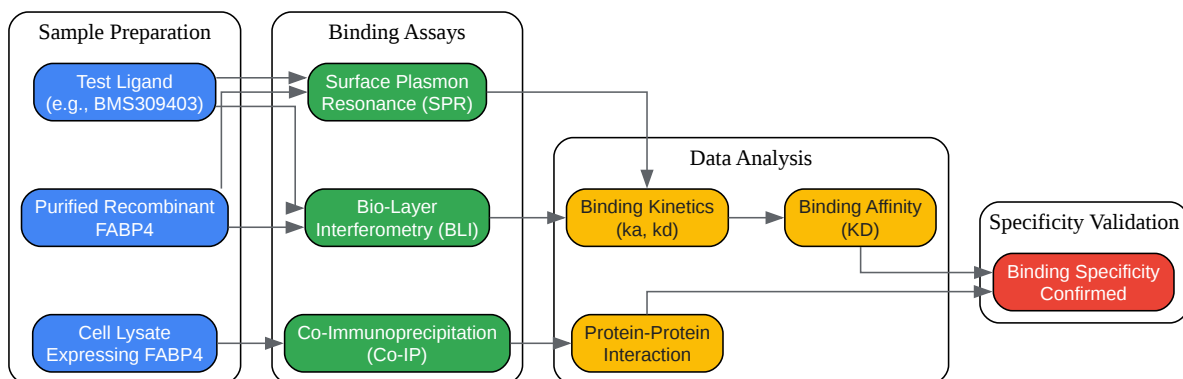 Sample Preparation
Test Ligand
(e.g., BMS309403)
Purified Recombinant
FABP4
Cell Lysate
Expressing FABP4
Binding Assays
Surface Plasmon
Resonance (SPR)
Bio-Layer
Interferometry (BLI)
Co-Immunoprecipitation
(Co-IP)
Data Analysis
Binding Kinetics
(ka, kd)
Binding Affinity
(KD)
Protein-Protein
Interaction
Specificity Validation
Binding Specificity
Confirmed